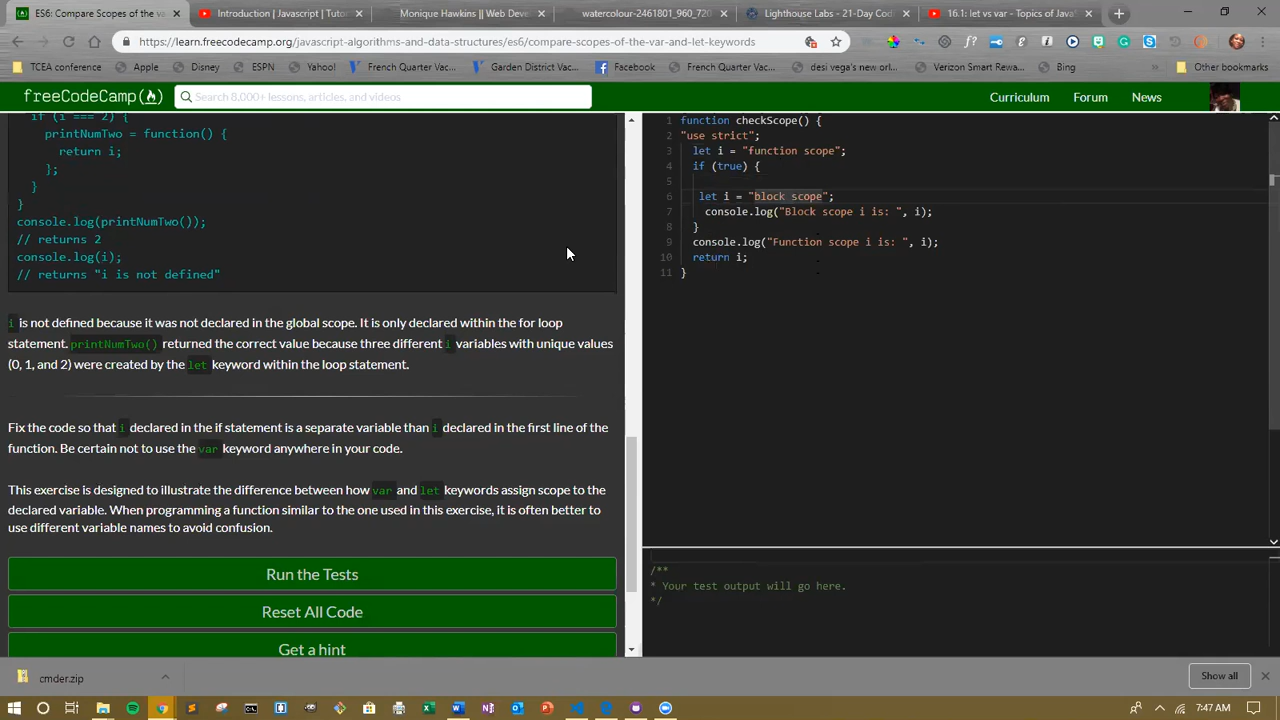 ES6: Compare Scopes of the va
Introduction | Javascript | Tutori
Monique Hawkins || Web Deve
watercolour-2461801_960_720
Lighthouse Labs - 21-Day Cod
16.1: let vs var - Topics of JavaS
https://learn.freecodecamp.org/javascript-algorithms-and-data-structures/es6/compare-scopes-of-the-var-and-let-keywords
TCEA conference
Apple
Disney
ESPN
Yahoo!
French Quarter Vac...
Garden District Vac...
Facebook
French Quarter Vac...
desi vega's new orl...
Verizon Smart Rewa...
Bing
Other bookmarks
freeCodeCamp
Search 8,000+ lessons, articles, and videos
Curriculum
Forum
News
if (i === 2) {
printNumTwo = function() {
return i;
};
}
}
console.log(printNumTwo());
// returns 2
console.log(i);
// returns "i is not defined"
i is not defined because it was not declared in the global scope. It is only declared within the for loop
statement. printNumTwo() returned the correct value because three different i variables with unique values
(0, 1, and 2) were created by the let keyword within the loop statement.
Fix the code so that i declared in the if statement is a separate variable than i declared in the first line of the
function. Be certain not to use the var keyword anywhere in your code.
This exercise is designed to illustrate the difference between how var and let keywords assign scope to the
declared variable. When programming a function similar to the one used in this exercise, it is often better to
use different variable names to avoid confusion.
Run the Tests
Reset All Code
Get a hint
1 function checkScope() {
2 "use strict";
3 let i = "function scope";
4 if (true) {
5
6 let i = "block scope";
7 console.log("Block scope i is: ", i);
8 }
9 console.log("Function scope i is: ", i);
10 return i;
11 }
/**
* Your test output will go here.
*/
cmder.zip
Show all
7:47 AM